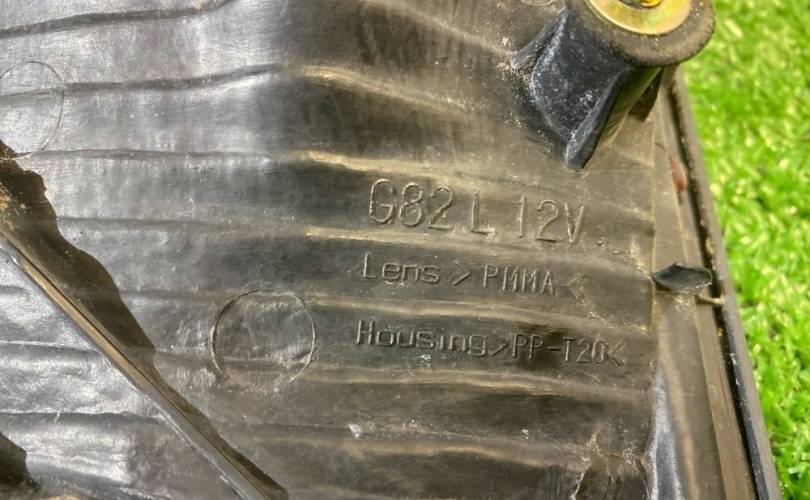 G82 L 12V
Lens >PMMA<
Housing >PP-T20<